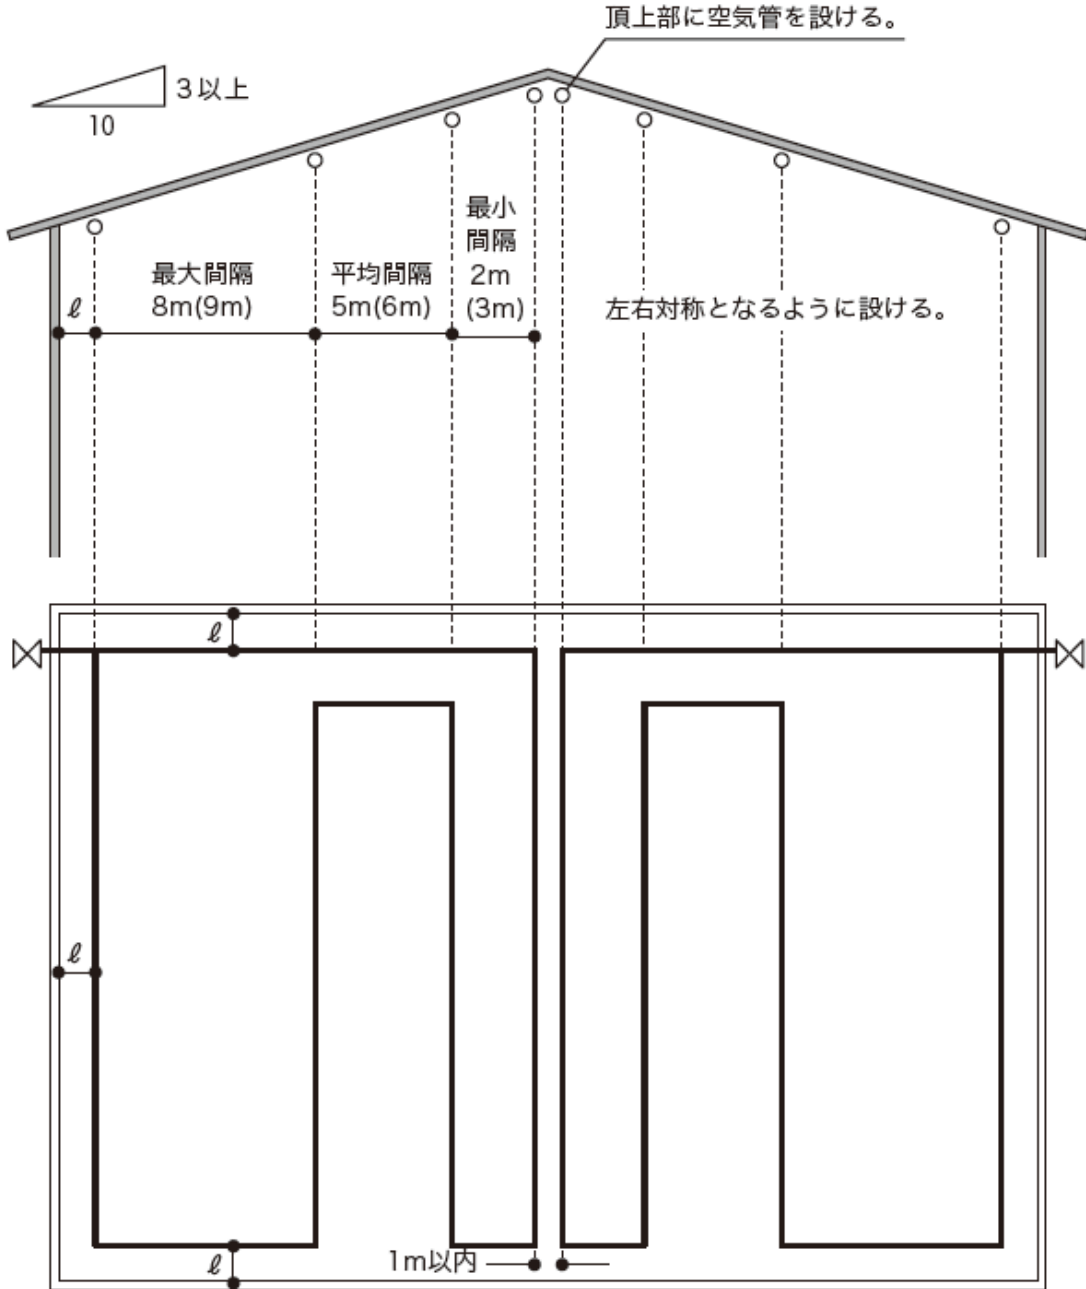 頂上部に空気管を設ける。
3以上
10
最大間隔
8m(9m)
平均間隔
5m(6m)
最小
間隔
2m
(3m)
ℓ
左右対称となるように設ける。
ℓ
ℓ
ℓ
1m以内